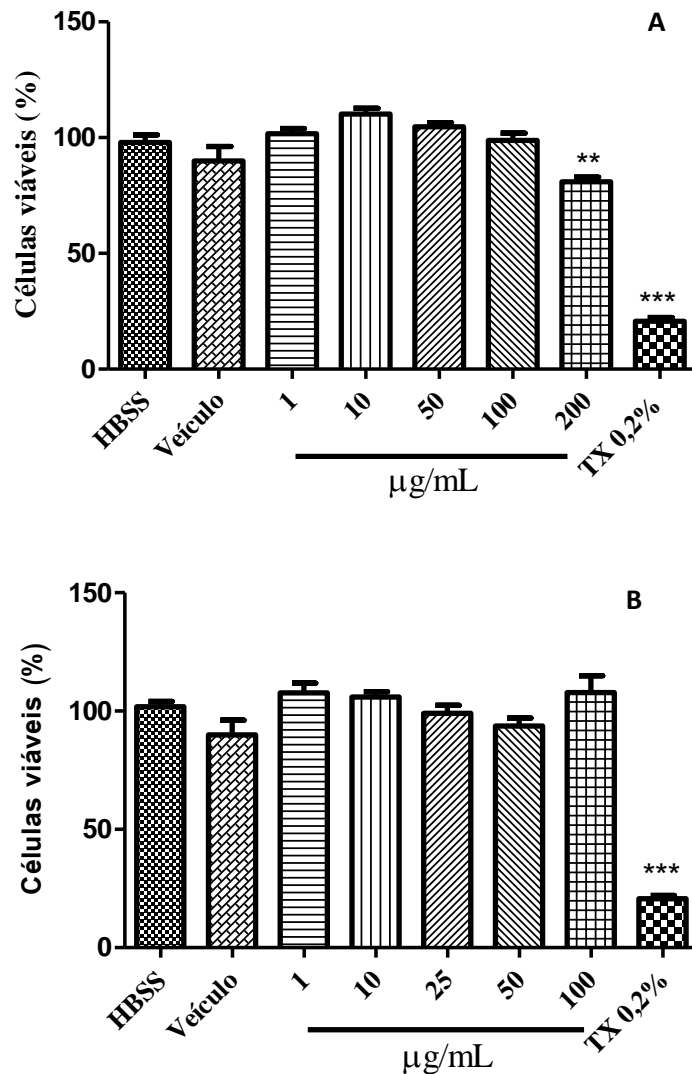 A
Células viáveis (%)
150
100
50
0
**
***
HBSS
Veículo
1
10
50
100
200
TX 0,2%
µg/mL
B
Células viáveis (%)
150
100
50
0
***
HBSS
Veículo
1
10
25
50
100
TX 0,2%
µg/mL